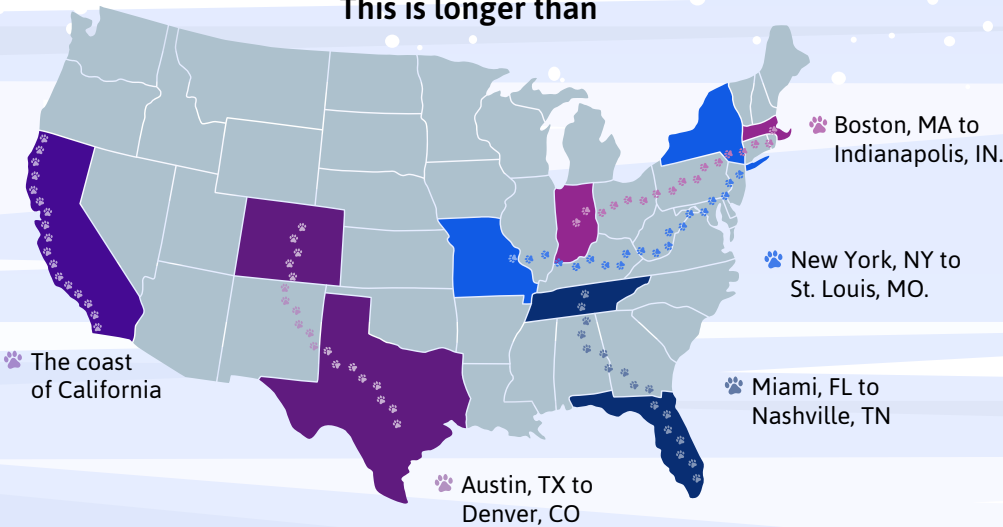 This is longer than
Boston, MA to
Indianapolis, IN.
New York, NY to
St. Louis, MO.
The coast
of California
Miami, FL to
Nashville, TN
Austin, TX to
Denver, CO